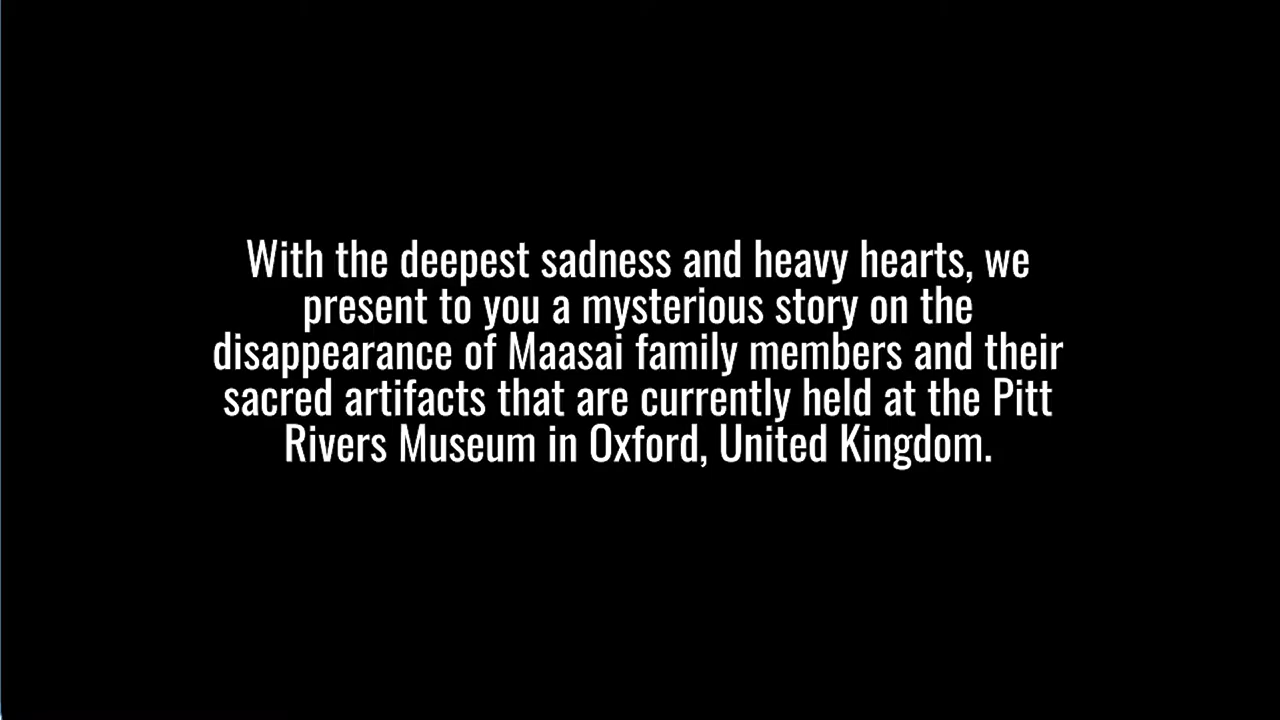 With the deepest sadness and heavy hearts, we
present to you a mysterious story on the
disappearance of Maasai family members and their
sacred artifacts that are currently held at the Pitt
Rivers Museum in Oxford, United Kingdom.